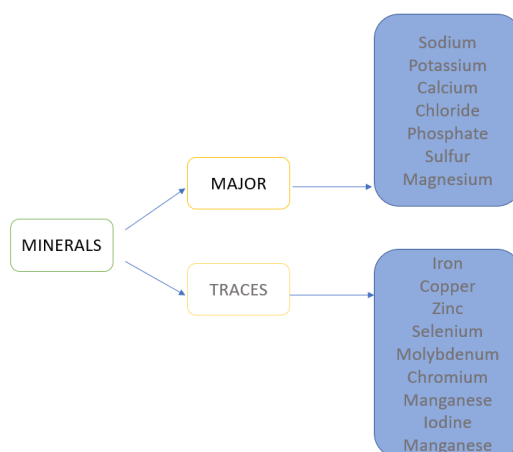 MINERALS
MAJOR
Sodium
Potassium
Calcium
Chloride
Phosphate
Sulfur
Magnesium
TRACES
Iron
Copper
Zinc
Selenium
Molybdenum
Chromium
Manganese
Iodine
Manganese